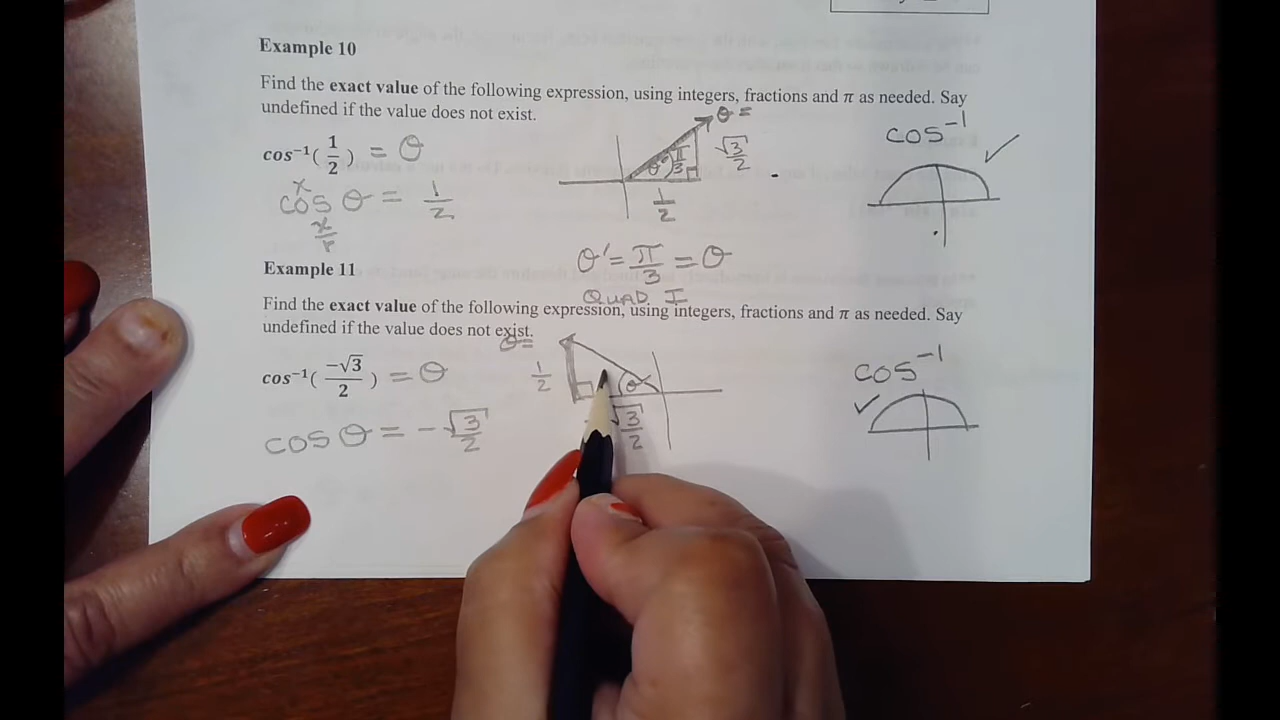 Example 10
Find the exact value of the following expression, using integers, fractions and π as needed. Say
undefined if the value does not exist.
cos⁻¹(1/2) = θ
x
cos θ = 1/2
x/r
θ =
θ' π/3
√3/2
1/2
θ' = π/3 = θ
QUAD I
cos⁻¹ ✓
Example 11
Find the exact value of the following expression, using integers, fractions and π as needed. Say
undefined if the value does not exist.
cos⁻¹(-√3/2) = θ
cos θ = -√3/2
θ =
1/2
θ'
√3/2
cos⁻¹
✓